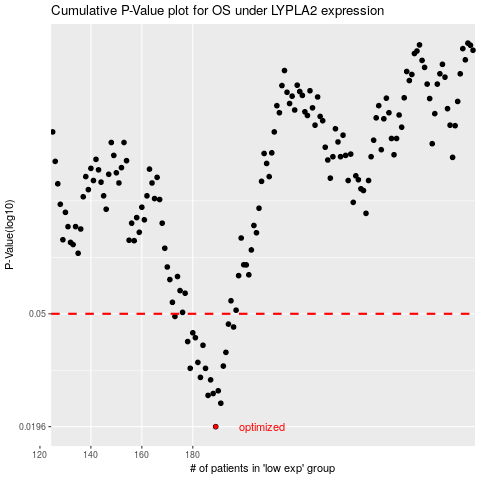 Cumulative P-Value plot for OS under LYPLA2 expression
P-Value(log10)
0.05
0.0196
optimized
120 140 160 180
# of patients in 'low exp' group